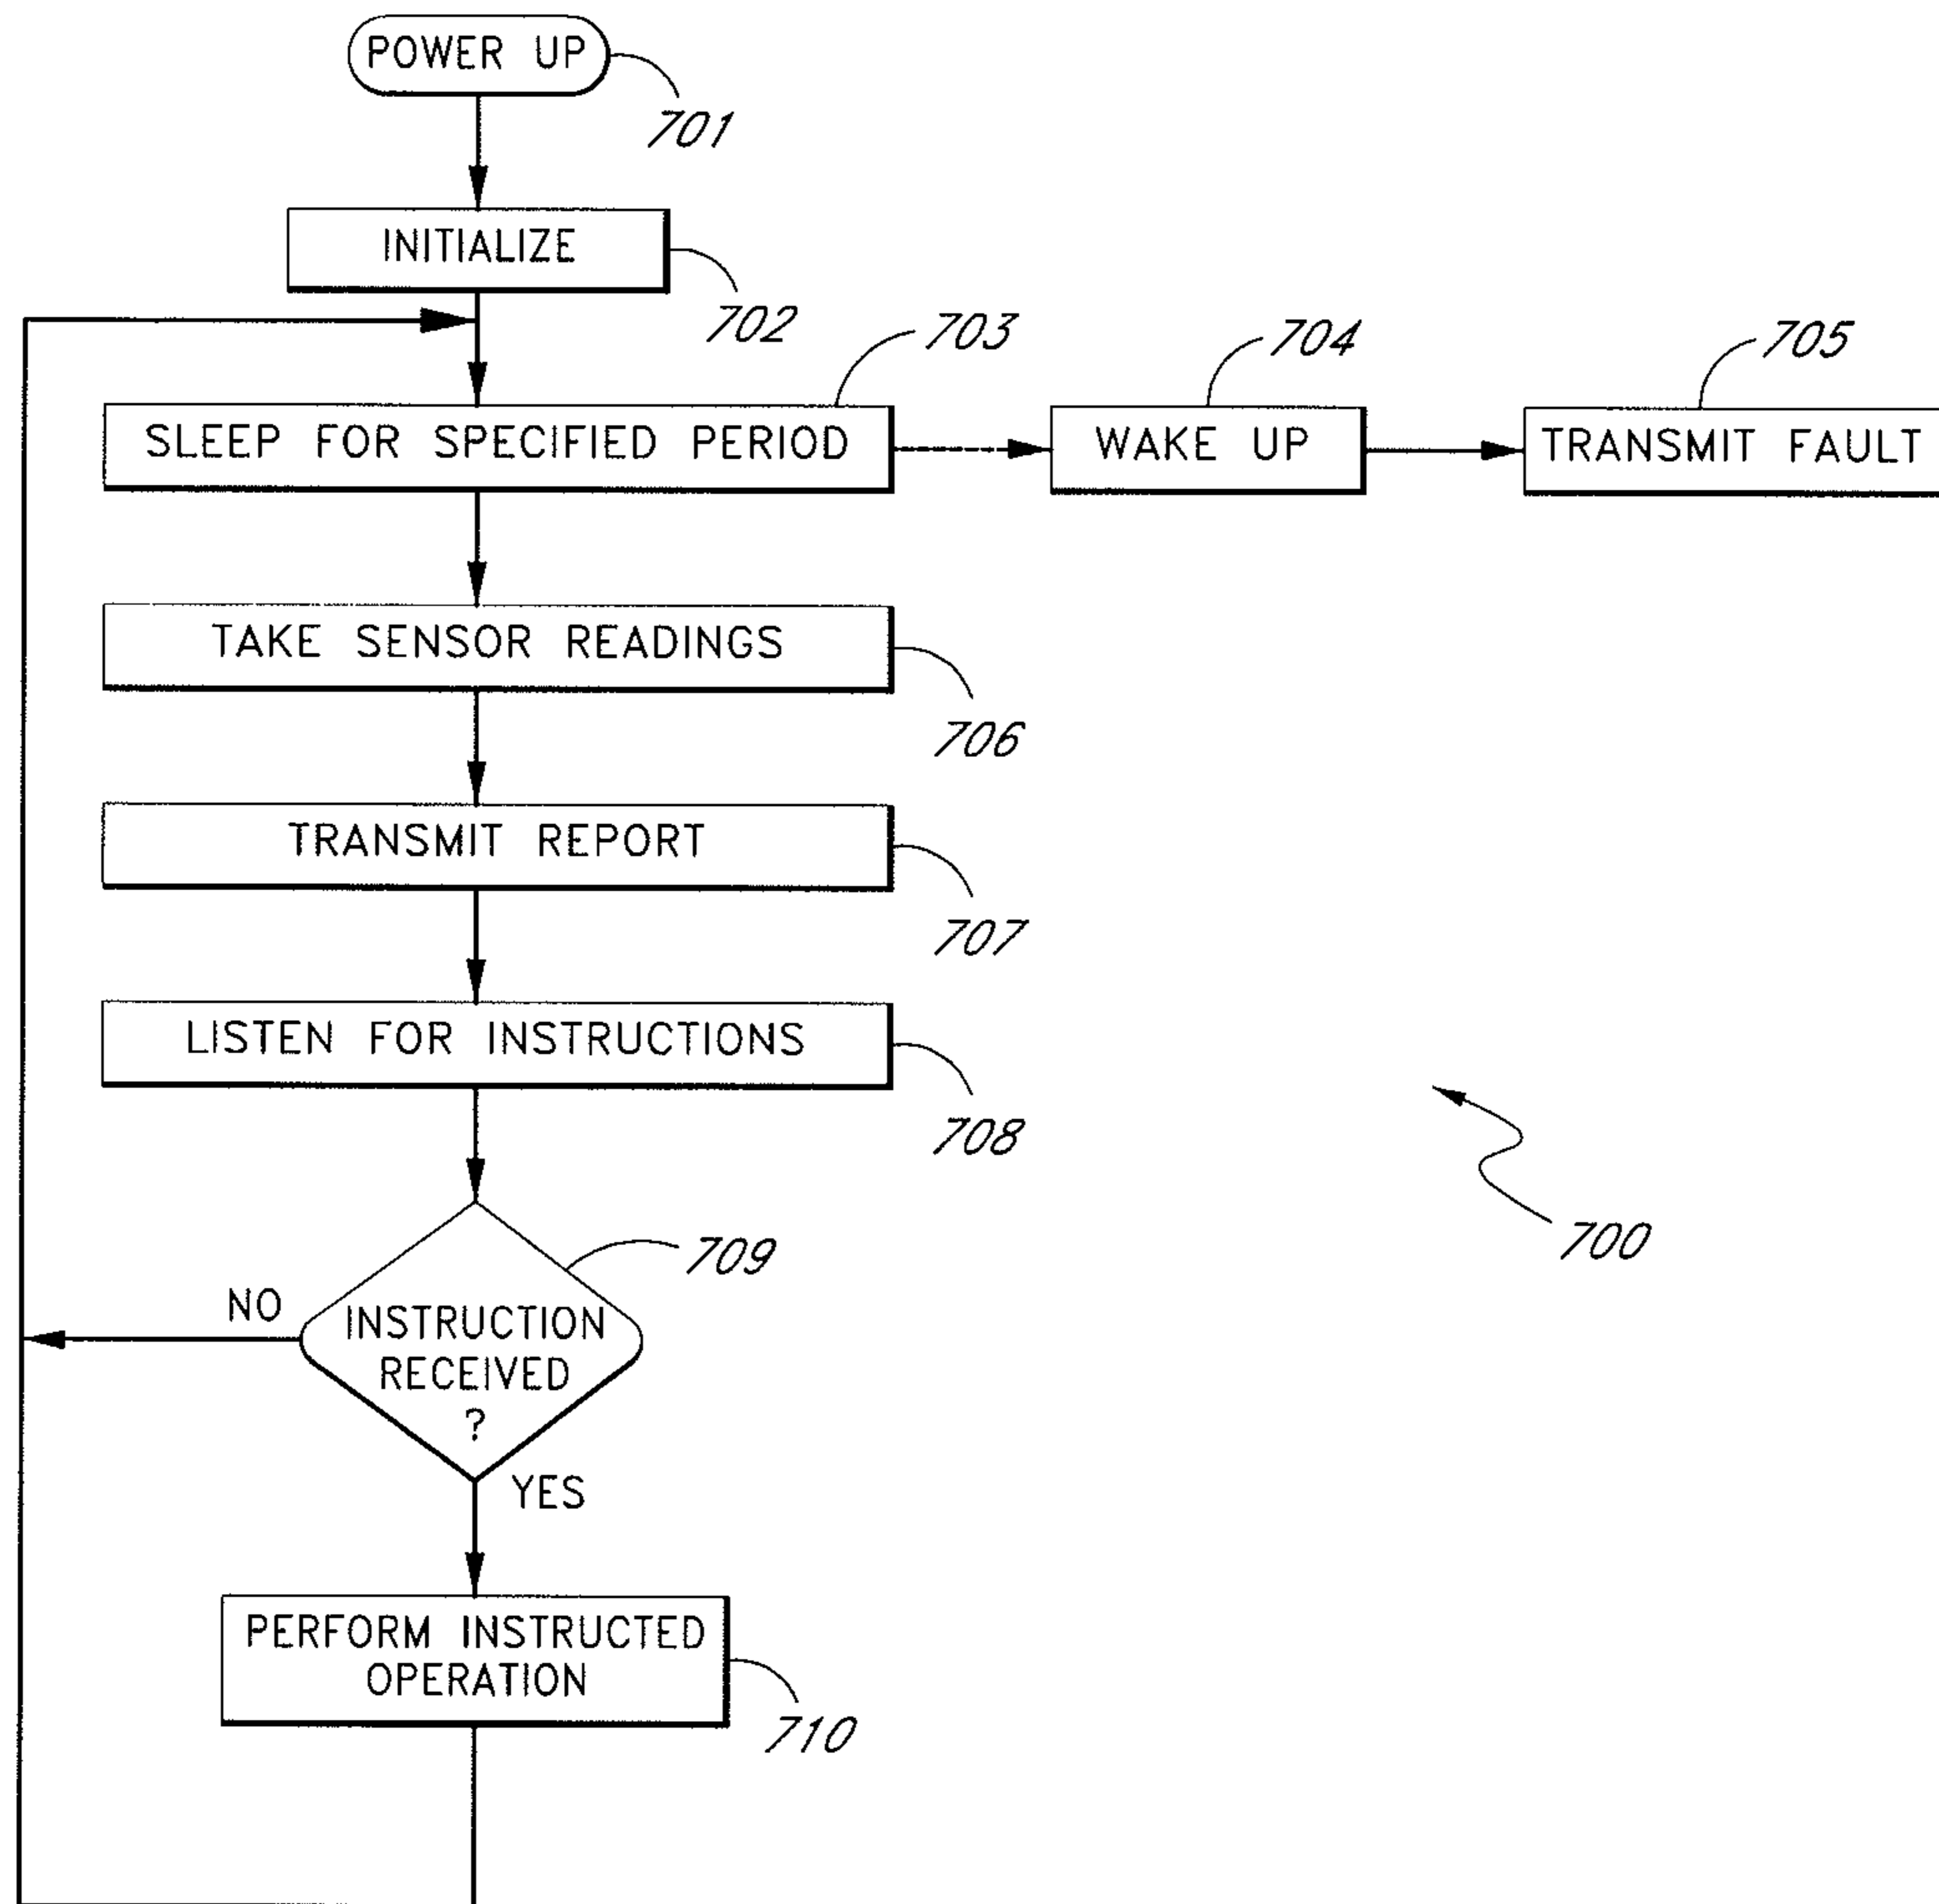 POWER UP
701
INITIALIZE
702
703
704
705
SLEEP FOR SPECIFIED PERIOD
WAKE UP
TRANSMIT FAULT
TAKE SENSOR READINGS
706
TRANSMIT REPORT
707
LISTEN FOR INSTRUCTIONS
708
709
NO
INSTRUCTION
RECEIVED
?
YES
700
PERFORM INSTRUCTED
OPERATION
710